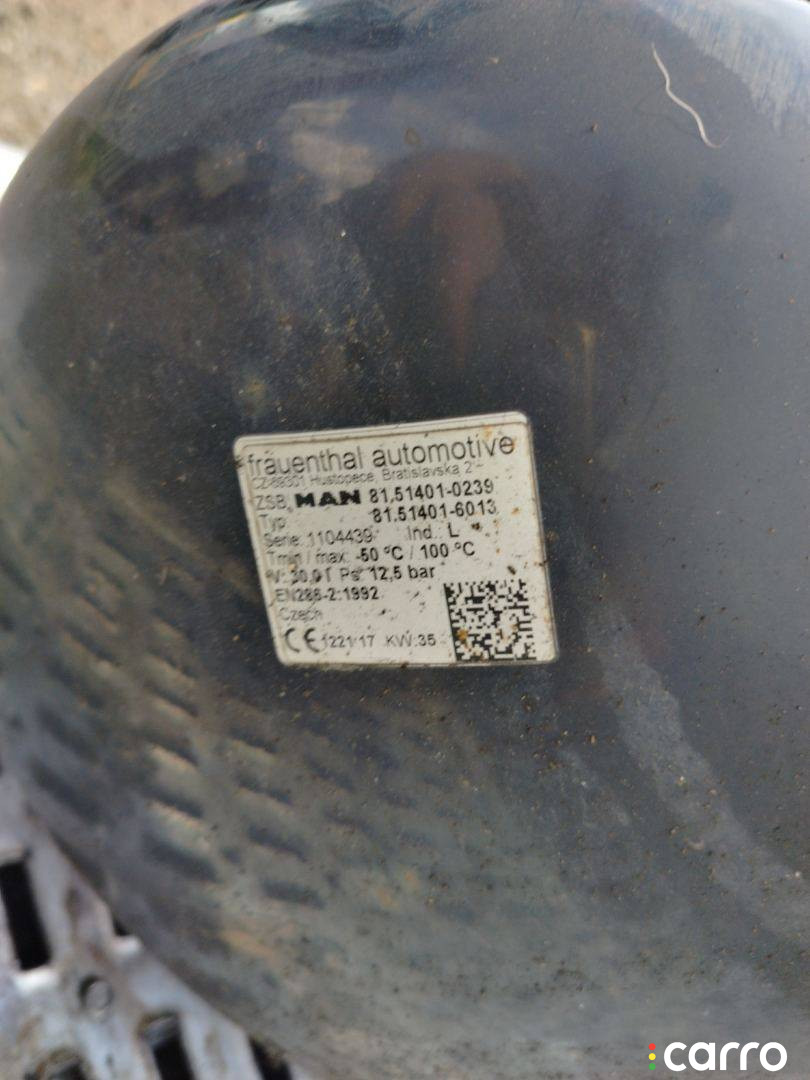 frauenthal automotive
CZ-69301 Hustopece, Bratislavska 2
ZSB. MAN 81.51401-0239
Typ 81.51401-6013
Serie: 1104439 Ind.: L
Tmin / max: -50 °C / 100 °C
V: 30,0 l Ps: 12,5 bar
EN286-2:1992
Czech
CE 1221/17 KW:35
carro